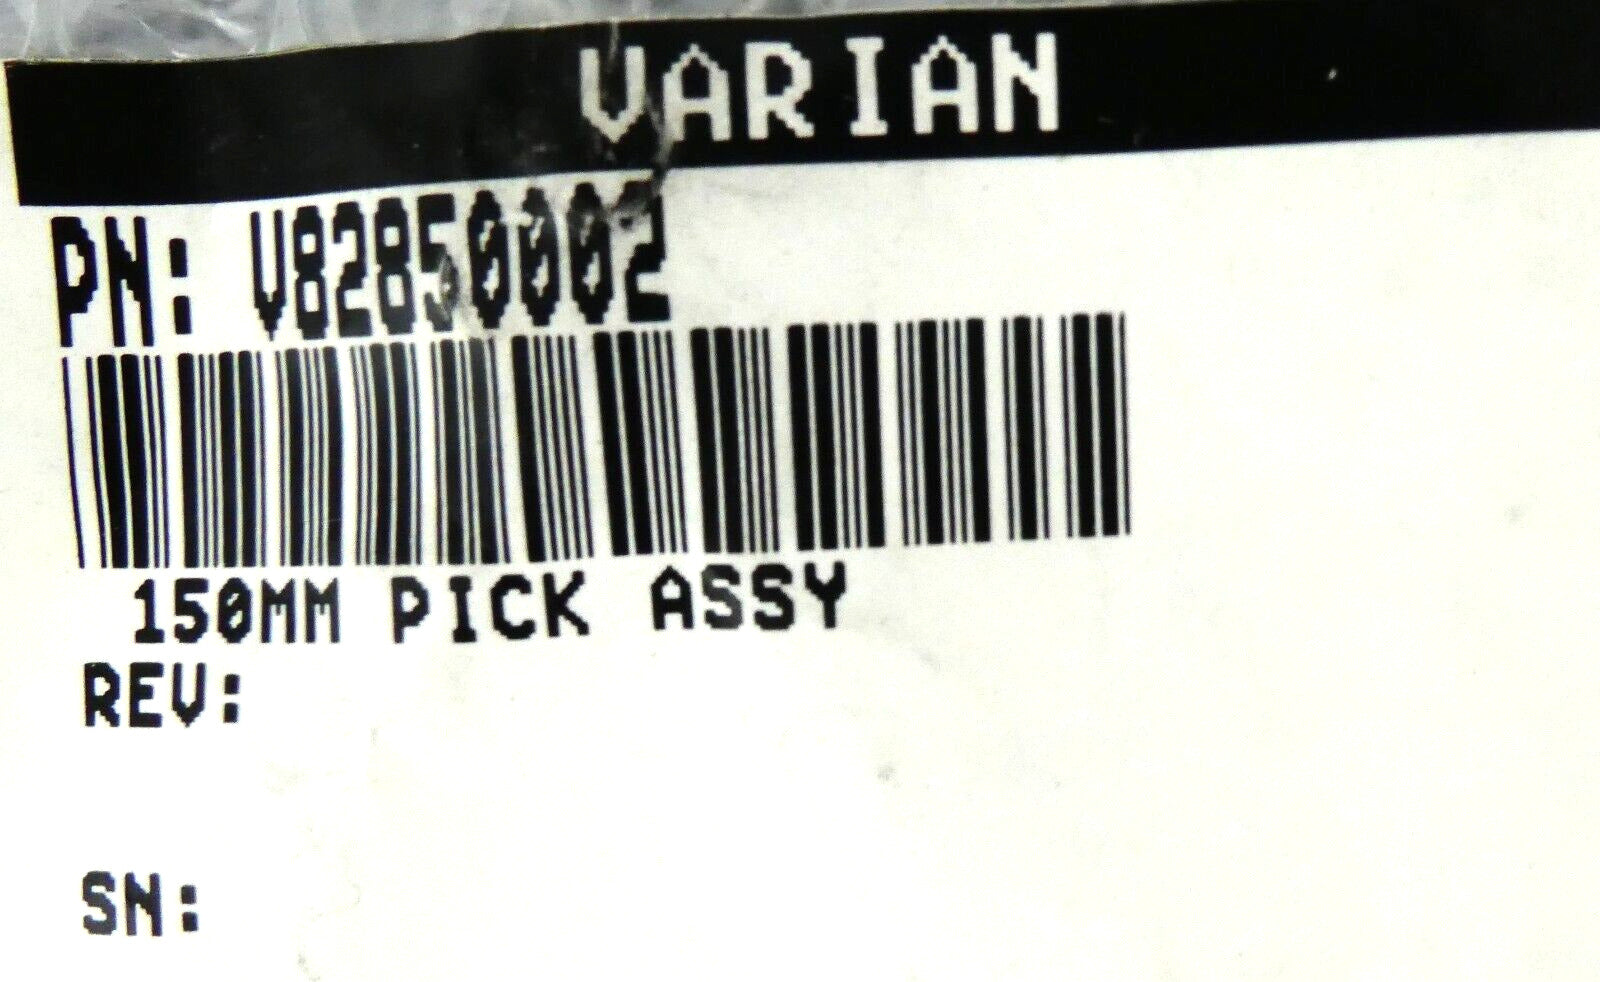 VARIAN
PN: V82850002
150MM PICK ASSY
REV:
SN: